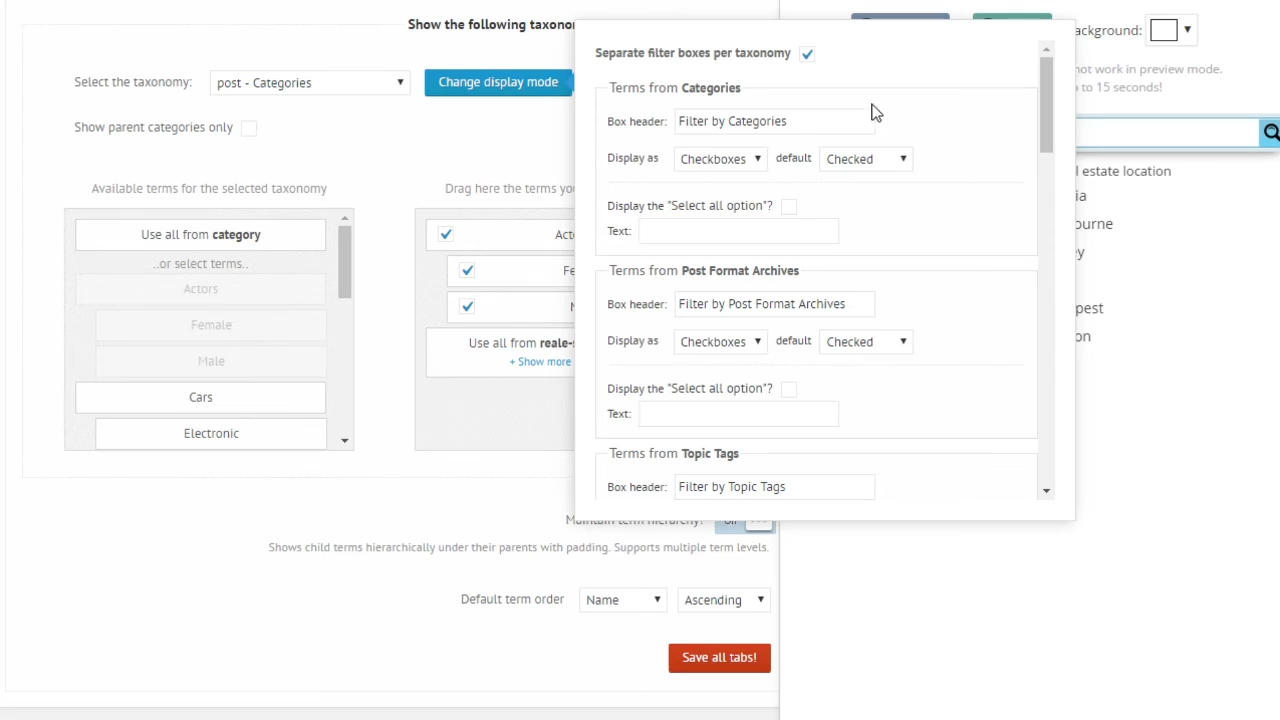 Show the following taxono
Select the taxonomy: post - Categories Change display mode
Show parent categories only
Available terms for the selected taxonomy
Use all from category
..or select terms..
Actors
Female
Male
Cars
Electronic
Drag here the terms you
Act
Fe
M
Use all from reale-
+ Show more
Separate filter boxes per taxonomy
Terms from Categories
Box header: Filter by Categories
Display as Checkboxes default Checked
Display the "Select all option"?
Text:
Terms from Post Format Archives
Box header: Filter by Post Format Archives
Display as Checkboxes default Checked
Display the "Select all option"?
Text:
Terms from Topic Tags
Box header: Filter by Topic Tags
Maintain term hierarchy?
Shows child terms hierarchically under their parents with padding. Supports multiple term levels.
Default term order Name Ascending
Save all tabs!
ackground:
not work in preview mode.
o to 15 seconds!
l estate location
ia
ourne
ey
pest
on